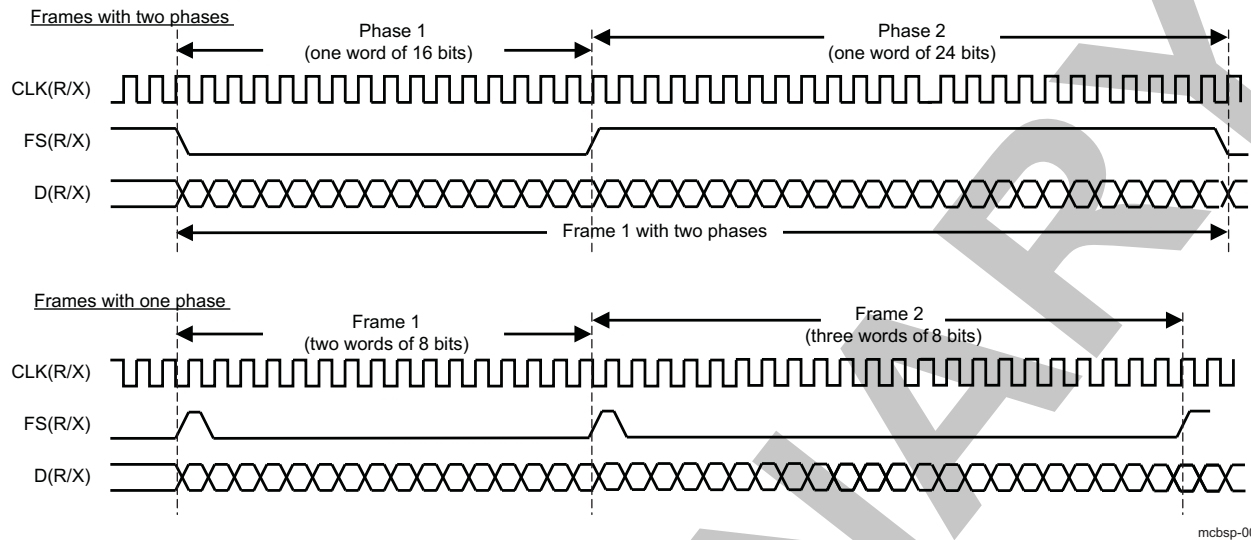 Frames with two phases
Phase 1
(one word of 16 bits)
Phase 2
(one word of 24 bits)
CLK(R/X)
FS(R/X)
D(R/X)
Frame 1 with two phases
Frames with one phase
Frame 1
(two words of 8 bits)
Frame 2
(three words of 8 bits)
CLK(R/X)
FS(R/X)
D(R/X)